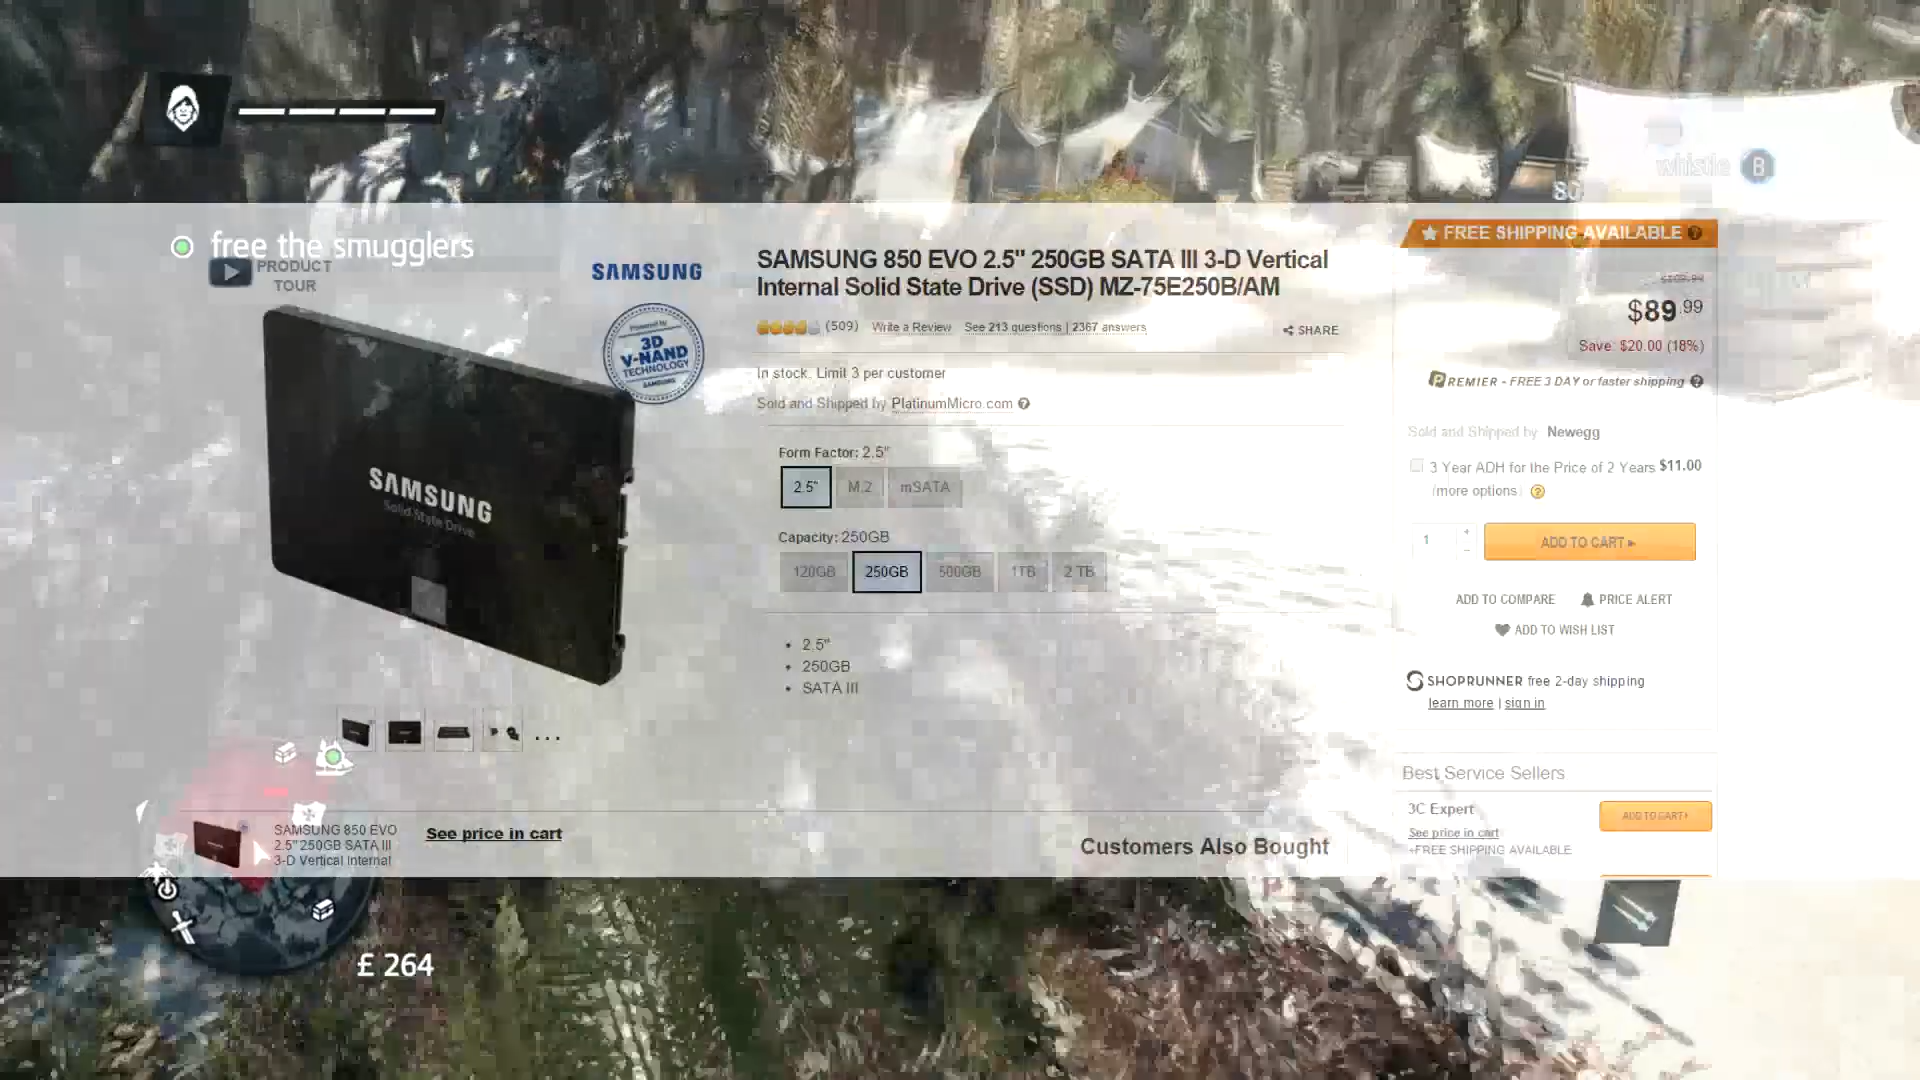 whistle B
80
free the smugglers
PRODUCT
TOUR
SAMSUNG
Powered by
3D
V-NAND
TECHNOLOGY
SAMSUNG
SAMSUNG
Solid State Drive
SAMSUNG 850 EVO 2.5" 250GB SATA III 3-D Vertical
Internal Solid State Drive (SSD) MZ-75E250B/AM
(509) Write a Review See 213 questions | 2367 answers
SHARE
In stock. Limit 3 per customer
Sold and Shipped by PlatinumMicro.com
Form Factor: 2.5"
2.5" M.2 mSATA
Capacity: 250GB
120GB 250GB 500GB 1TB 2 TB
• 2.5"
• 250GB
• SATA III
...
FREE SHIPPING AVAILABLE
$89.99
Save: $20.00 (18%)
PREMIER - FREE 3 DAY or faster shipping
Sold and Shipped by Newegg
3 Year ADH for the Price of 2 Years $11.00
(more options)
1 + -
ADD TO CART ▸
ADD TO COMPARE PRICE ALERT
ADD TO WISH LIST
SHOPRUNNER free 2-day shipping
learn more | sign in
Best Service Sellers
3C Expert
See price in cart
+FREE SHIPPING AVAILABLE
ADD TO CART
SAMSUNG 850 EVO
2.5" 250GB SATA III
3-D Vertical Internal
See price in cart
Customers Also Bought
£ 264